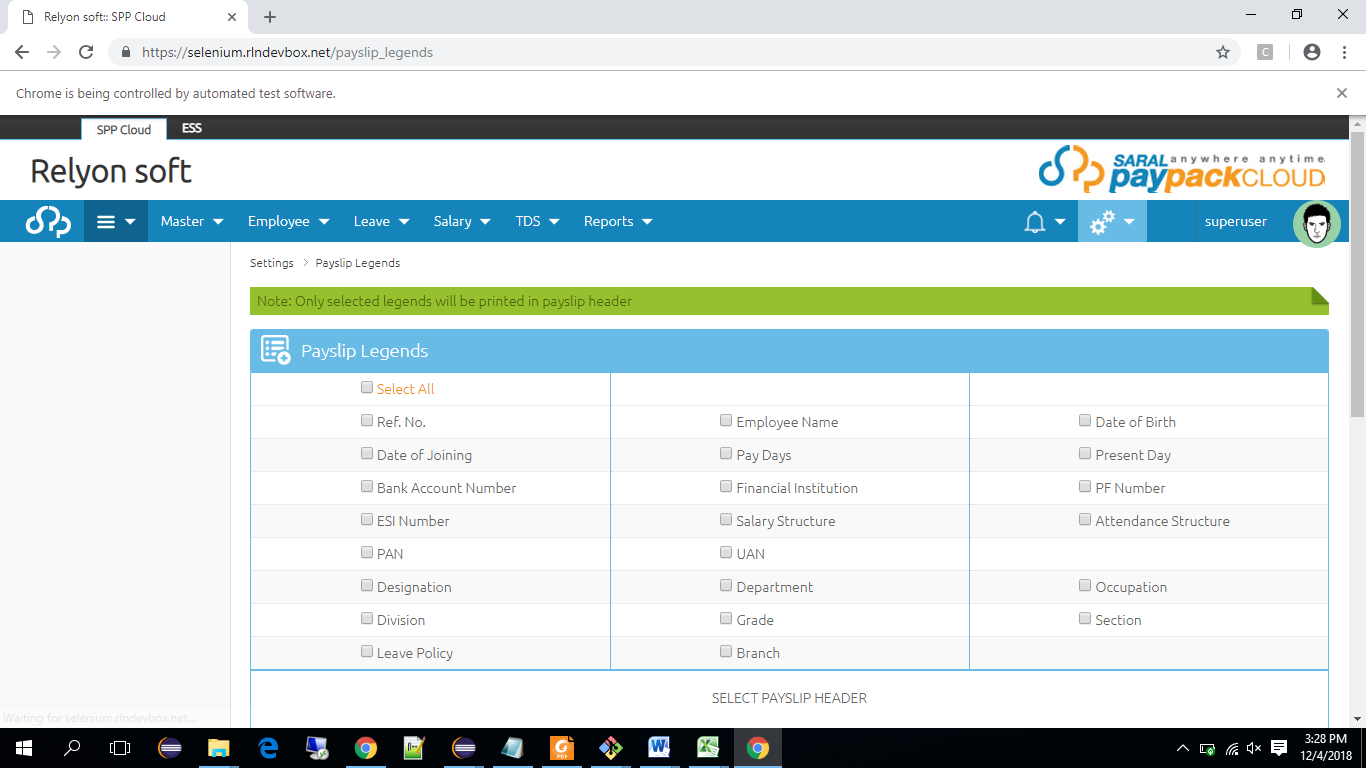 Relyon soft:: SPP Cloud
https://selenium.rlndevbox.net/payslip_legends
C
Chrome is being controlled by automated test software.
SPP Cloud ESS
Relyon soft
SARAL anywhere anytime
paypackCLOUD
Master Employee Leave Salary TDS Reports superuser
Settings > Payslip Legends
Note: Only selected legends will be printed in payslip header
Payslip Legends
Select All
Ref. No. Employee Name Date of Birth
Date of Joining Pay Days Present Day
Bank Account Number Financial Institution PF Number
ESI Number Salary Structure Attendance Structure
PAN UAN
Designation Department Occupation
Division Grade Section
Leave Policy Branch
SELECT PAYSLIP HEADER
Waiting for selenium.rlndevbox.net...
3:28 PM
12/4/2018